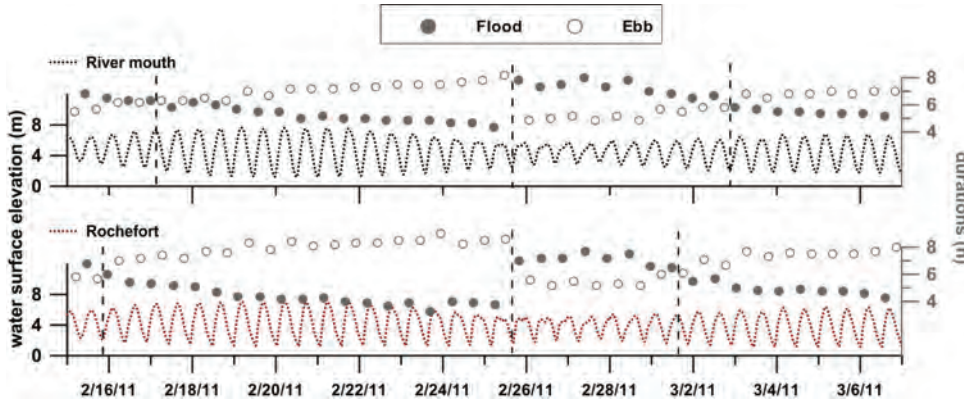 Flood Ebb
River mouth
water surface elevation (m)
8
4
0
8
6
4
durations (h)
Rochefort
8
4
0
8
6
4
2/16/11 2/18/11 2/20/11 2/22/11 2/24/11 2/26/11 2/28/11 3/2/11 3/4/11 3/6/11